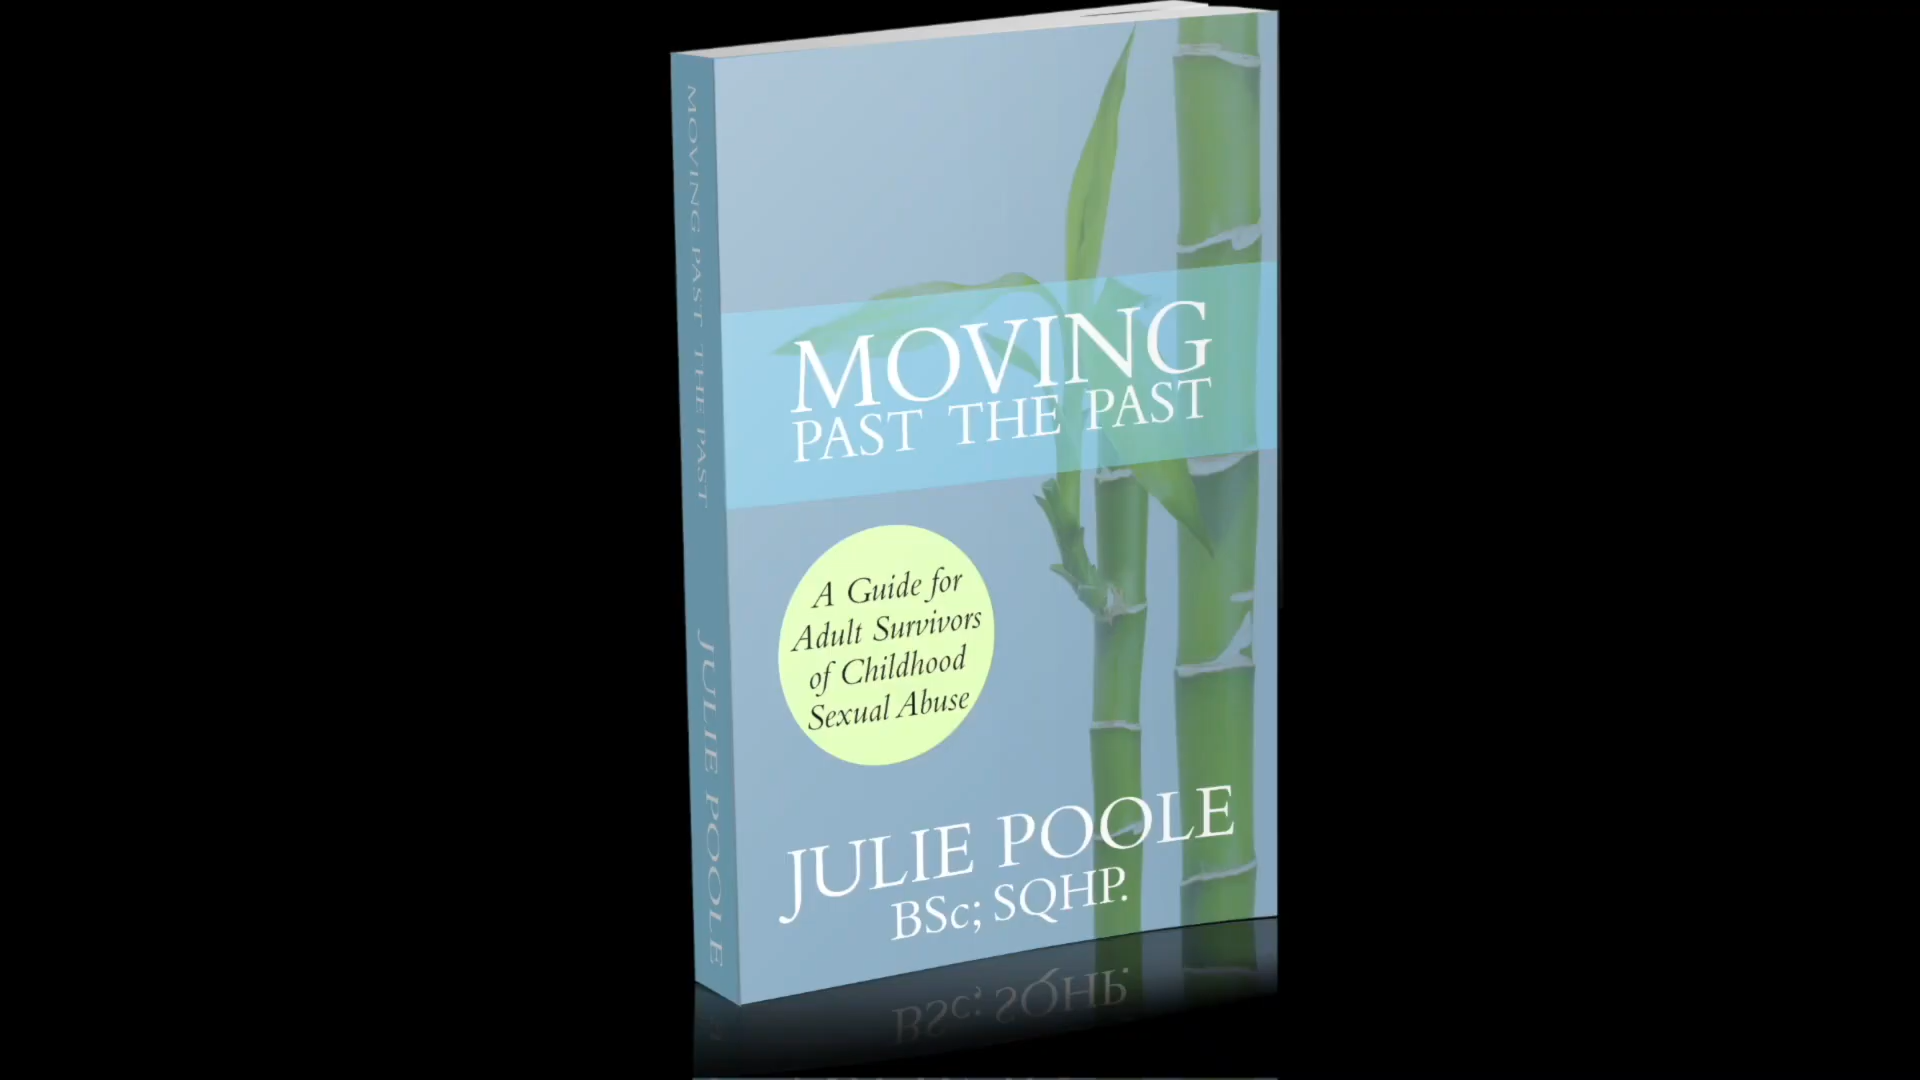 MOVING PAST THE PAST JULIE POOLE
MOVING
PAST THE PAST
A Guide for
Adult Survivors
of Childhood
Sexual Abuse
JULIE POOLE
BSc; SQHP.